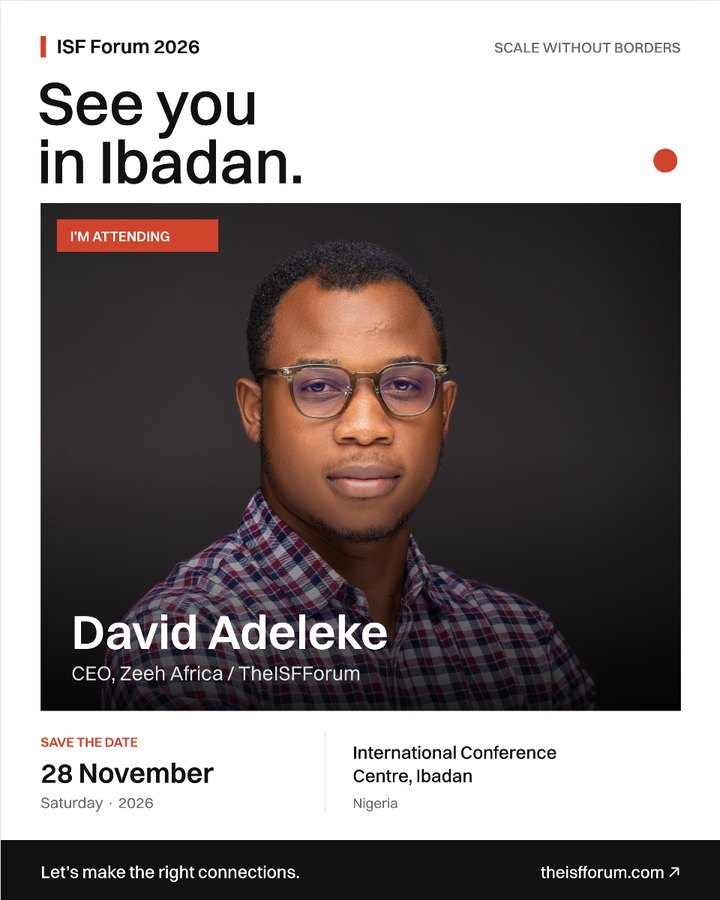 ISF Forum 2026
SCALE WITHOUT BORDERS
See you
in Ibadan.
I'M ATTENDING
David Adeleke
CEO, Zeeh Africa / TheISFForum
SAVE THE DATE
28 November
Saturday · 2026
International Conference
Centre, Ibadan
Nigeria
Let's make the right connections.
theisfforum.com ↗